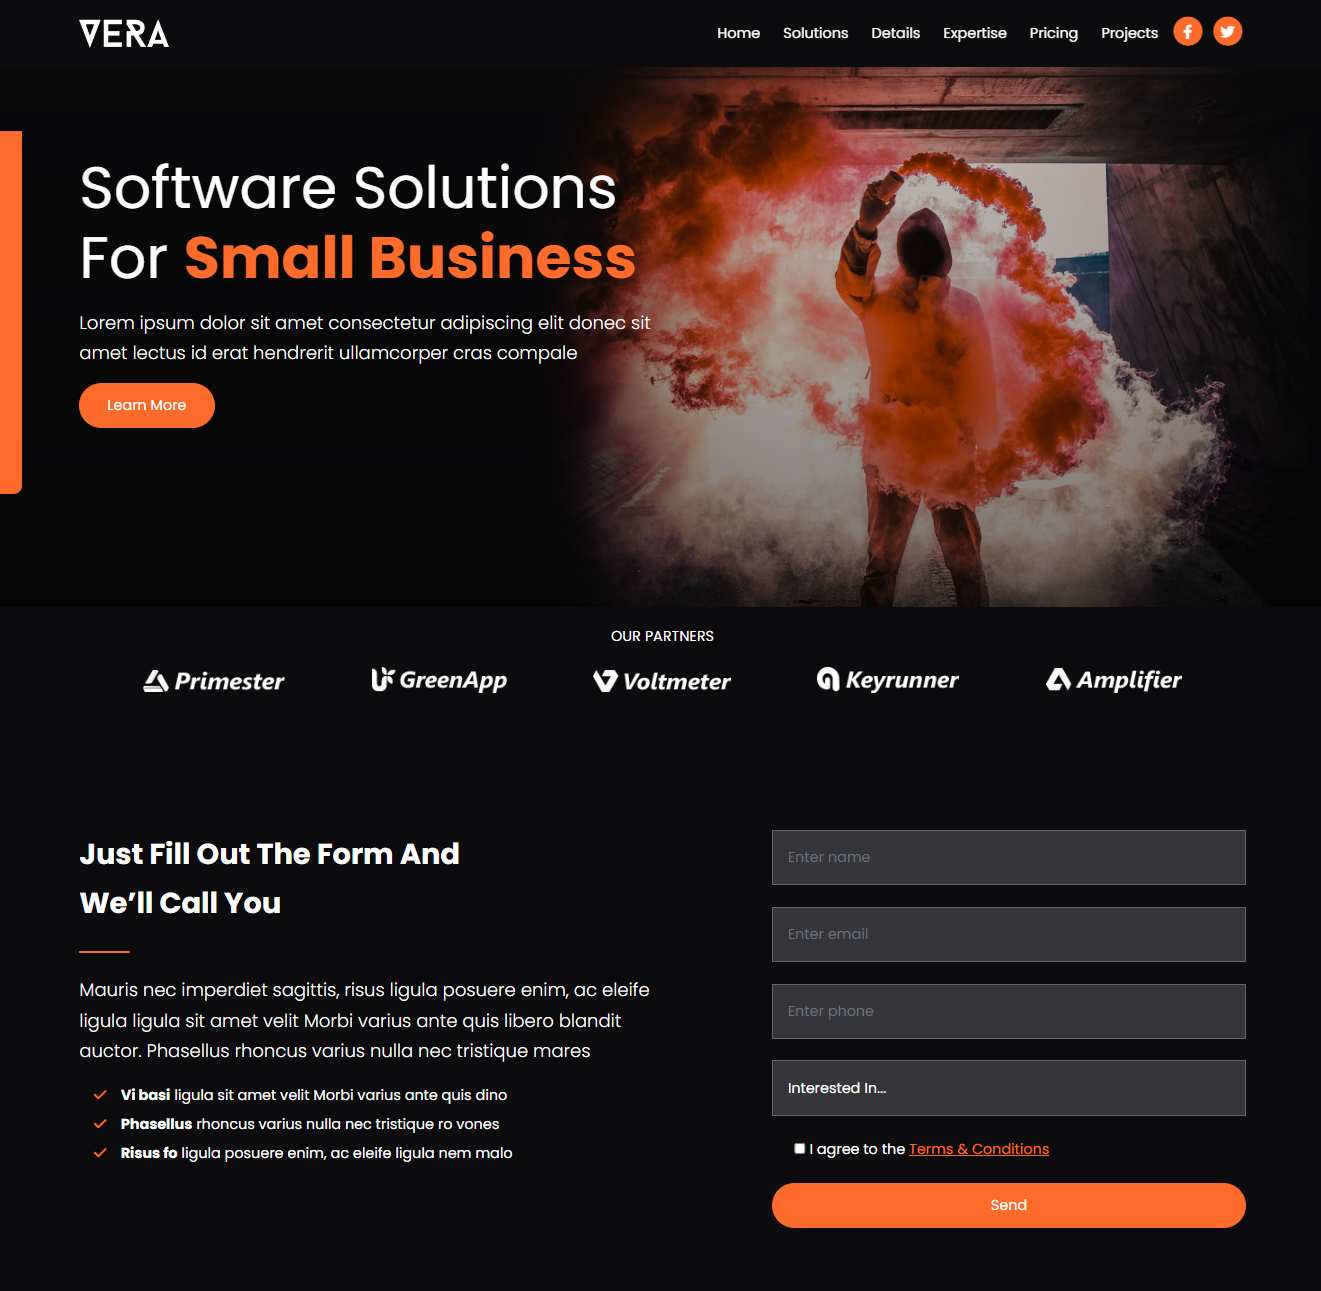 VERA
Home Solutions Details Expertise Pricing Projects
Software Solutions
For Small Business
Lorem ipsum dolor sit amet consectetur adipiscing elit donec sit
amet lectus id erat hendrerit ullamcorper cras compale
Learn More
OUR PARTNERS
Primester GreenApp Voltmeter Keyrunner Amplifier
Just Fill Out The Form And
We’ll Call You
Mauris nec imperdiet sagittis, risus ligula posuere enim, ac eleife
ligula ligula sit amet velit Morbi varius ante quis libero blandit
auctor. Phasellus rhoncus varius nulla nec tristique mares
Vi basi ligula sit amet velit Morbi varius ante quis dino
Phasellus rhoncus varius nulla nec tristique ro vones
Risus fo ligula posuere enim, ac eleife ligula nem malo
Enter name
Enter email
Enter phone
Interested In...
I agree to the Terms & Conditions
Send